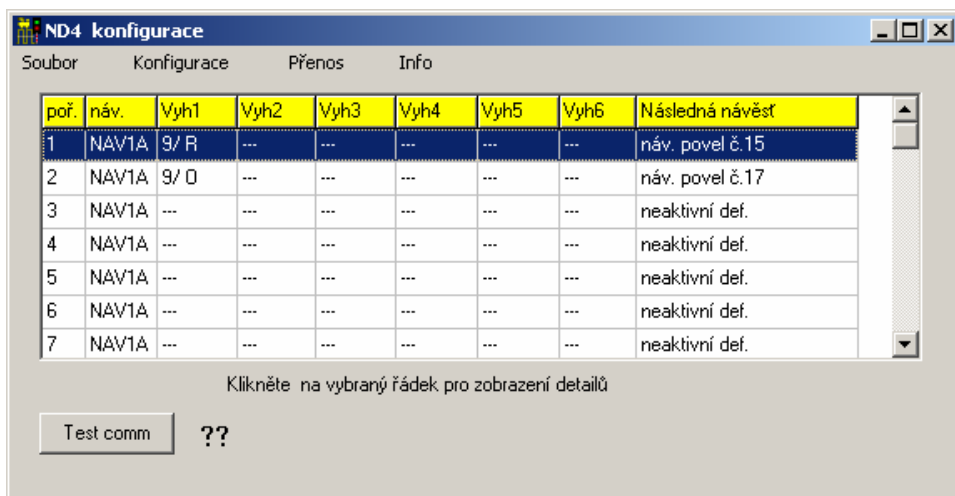 ND4 konfigurace
Soubor Konfigurace Přenos Info
poř. náv. Vyh1 Vyh2 Vyh3 Vyh4 Vyh5 Vyh6 Následná návěsť
1 NAV1A 9/ R --- --- --- --- --- náv. povel č.15
2 NAV1A 9/ O --- --- --- --- --- náv. povel č.17
3 NAV1A --- --- --- --- --- --- neaktivní def.
4 NAV1A --- --- --- --- --- --- neaktivní def.
5 NAV1A --- --- --- --- --- --- neaktivní def.
6 NAV1A --- --- --- --- --- --- neaktivní def.
7 NAV1A --- --- --- --- --- --- neaktivní def.
Klikněte na vybraný řádek pro zobrazení detailů
Test comm ??